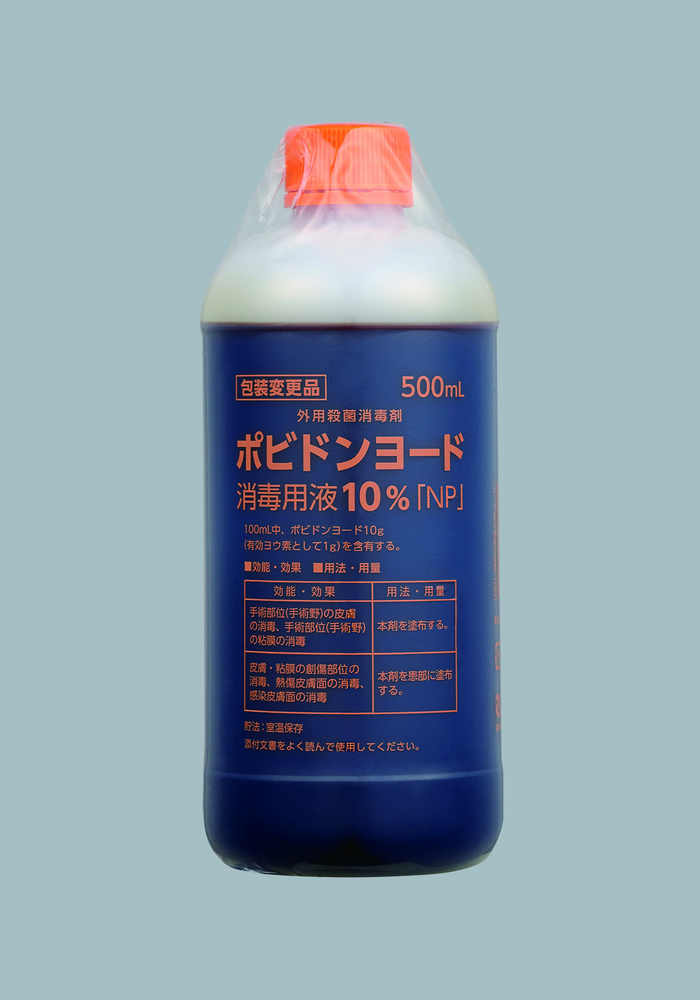 包装変更品 500mL
外用殺菌消毒剤
ポビドンヨード
消毒用液10%「NP」
100mL中、ポビドンヨード10g
(有効ヨウ素として1g)を含有する。
■効能・効果 ■用法・用量
効能・効果 用法・用量
手術部位(手術野)の皮膚
の消毒、手術部位(手術野)
の粘膜の消毒
本剤を塗布する。
皮膚・粘膜の創傷部位の
消毒、熱傷皮膚面の消毒、
感染皮膚面の消毒
本剤を患部に塗布
する。
貯法:室温保存
添付文書をよく読んで使用してください。